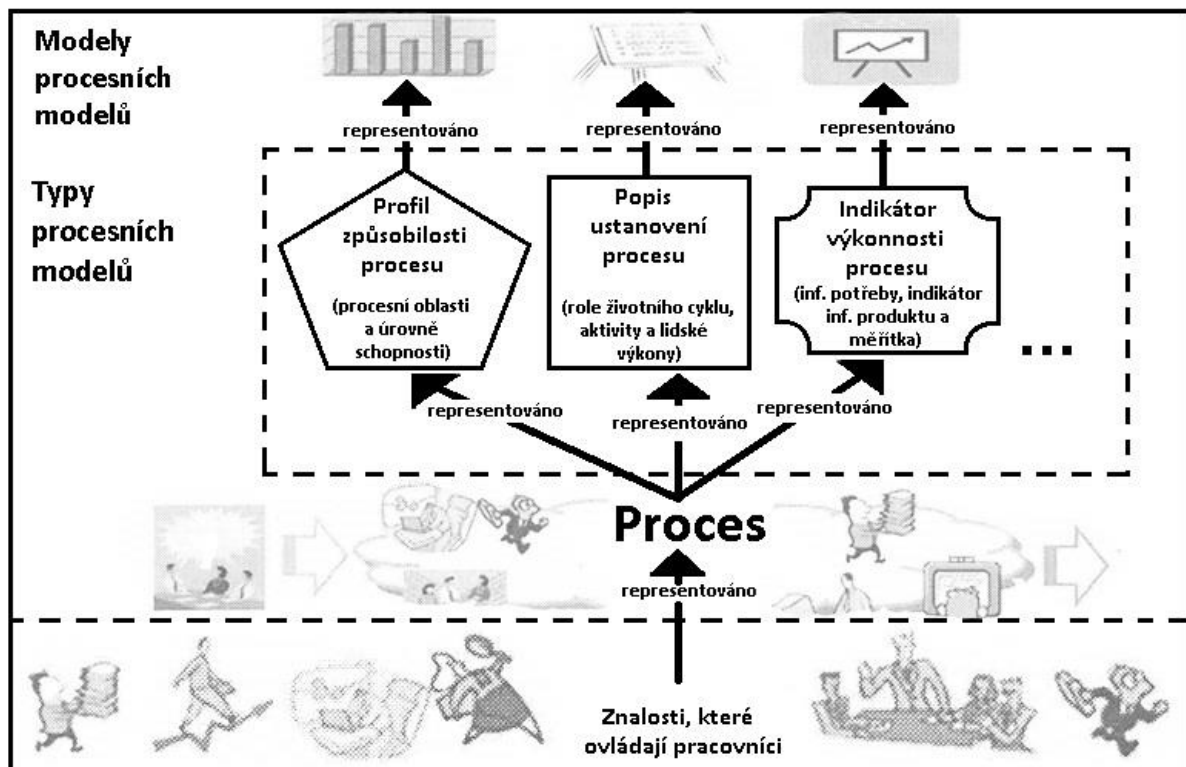 Modely
procesních
modelů
representováno
representováno
representováno
Typy
procesních
modelů
Profil
způsobilosti
procesu
(procesní oblasti
a úrovně
schopnosti)
Popis
ustanovení
procesu
(role životního cyklu,
aktivity a lidské
výkony)
Indikátor
výkonnosti
procesu
(inf. potřeby, indikátor
inf. produktu a
měřítka)
...
representováno
representováno
representováno
Proces
representováno
Znalosti, které
ovládají pracovníci